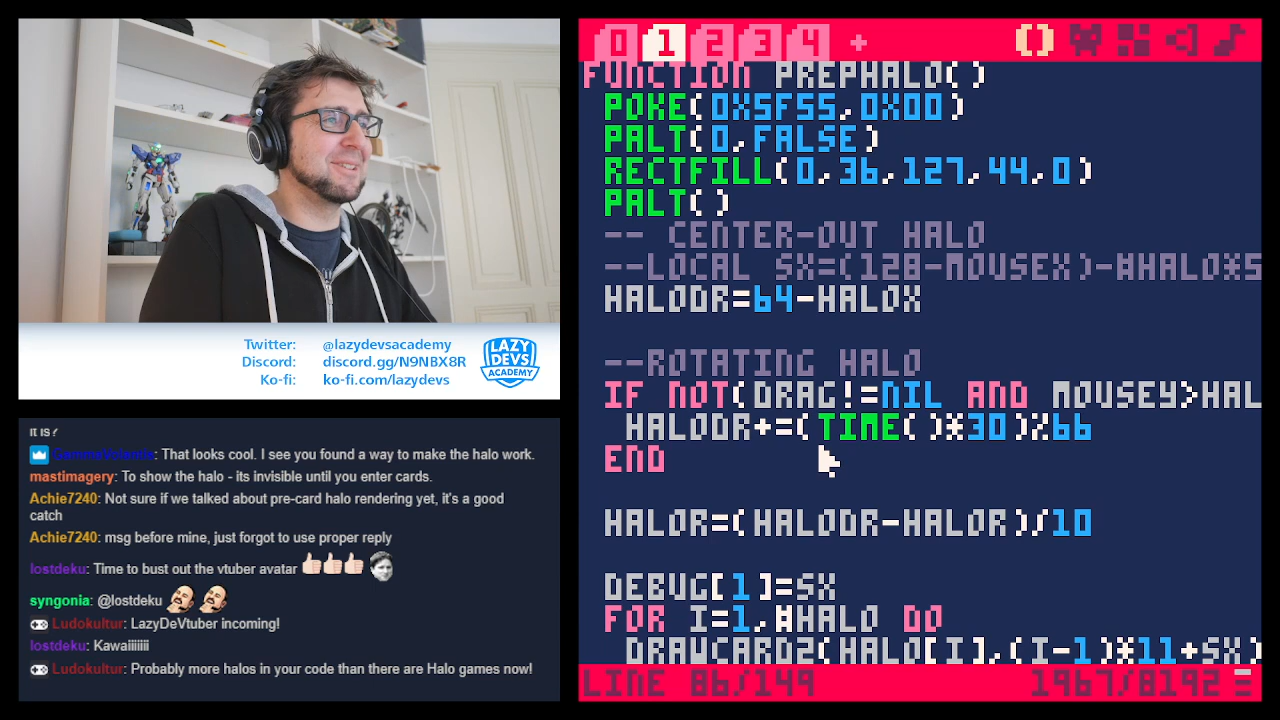 Twitter: @lazydevsacademy
Discord: discord.gg/N9NBX8R
Ko-fi: ko-fi.com/lazydevs
LAZY
DEVS
ACADEMY
GammaVolantis: That looks cool. I see you found a way to make the halo work.
mastimagery: To show the halo - its invisible until you enter cards.
Achie7240: Not sure if we talked about pre-card halo rendering yet, it's a good
catch
Achie7240: msg before mine, just forgot to use proper reply
lostdeku: Time to bust out the vtuber avatar
syngonia: @lostdeku
Ludokultur: LazyDeVtuber incoming!
lostdeku: Kawaiiiiiii
Ludokultur: Probably more halos in your code than there are Halo games now!
0 1 2 3 4 +
FUNCTION PREPHALO()
POKE(0X5F55,0X00)
PALT(0,FALSE)
RECTFILL(0,36,127,44,0)
PALT()
-- CENTER-OUT HALO
--LOCAL SX=(128-MOUSEX)-#HALO*5
HALODR=64-HALOX
--ROTATING HALO
IF NOT(DRAG!=NIL AND MOUSEY>HAL
HALODR+=(TIME()*30)%66
END
HALOR=(HALODR-HALOR)/10
DEBUG[1]=SX
FOR I=1,#HALO DO
DRAWCARD2(HALO[I],(I-1)*11+SX)
LINE 86/149 1967/8192